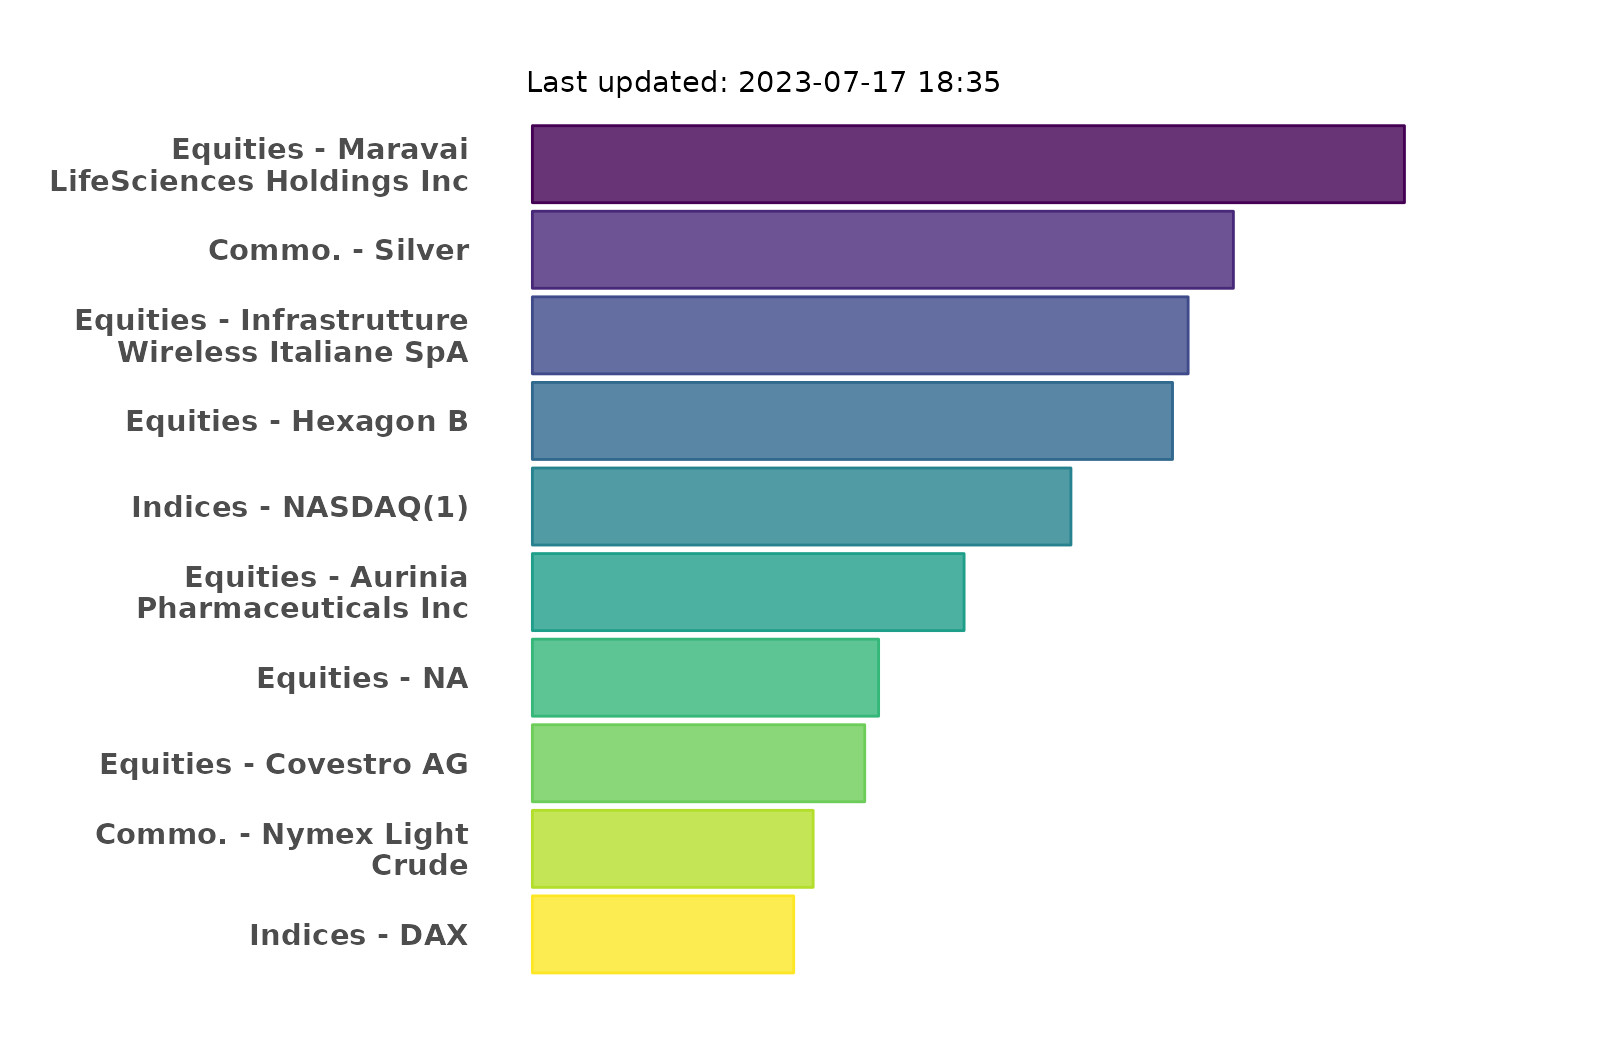 Last updated: 2023-07-17 18:35
Equities - Maravai
LifeSciences Holdings Inc
Commo. - Silver
Equities - Infrastrutture
Wireless Italiane SpA
Equities - Hexagon B
Indices - NASDAQ(1)
Equities - Aurinia
Pharmaceuticals Inc
Equities - NA
Equities - Covestro AG
Commo. - Nymex Light
Crude
Indices - DAX